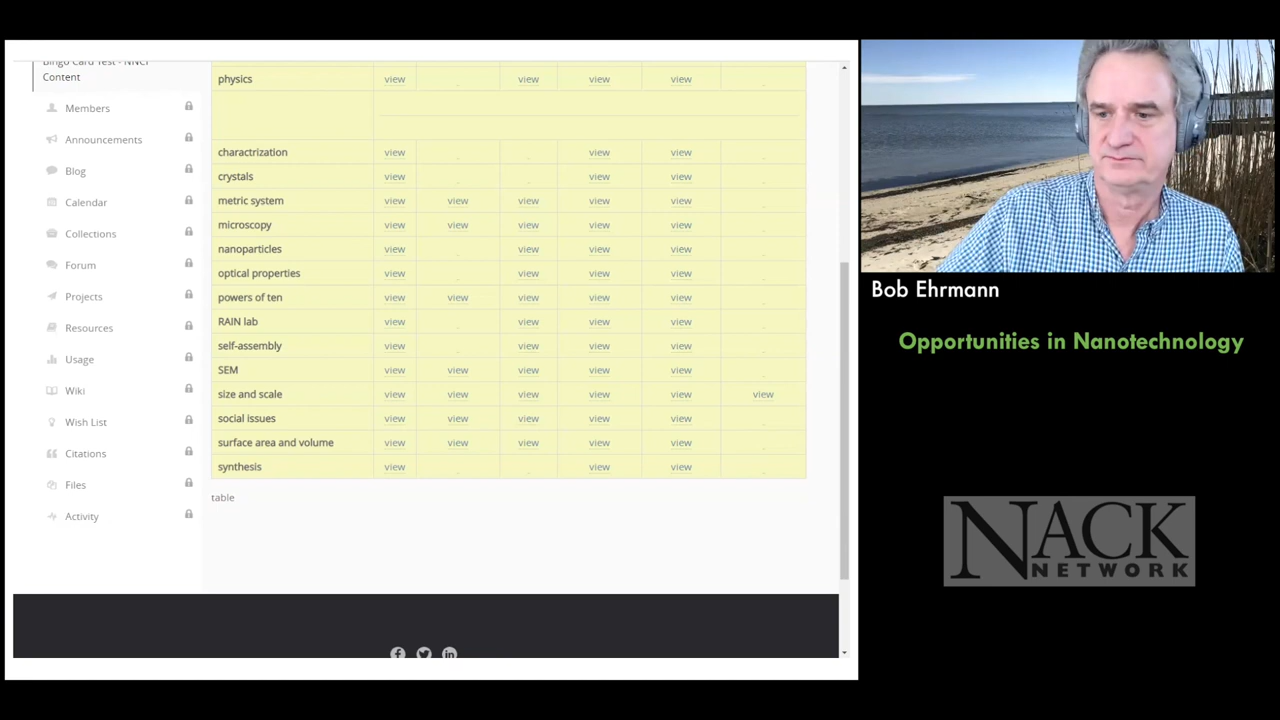 Bingo Card Test - NNCI
Content
Members
Announcements
Blog
Calendar
Collections
Forum
Projects
Resources
Usage
Wiki
Wish List
Citations
Files
Activity
physics view view view view
charactrization view view view
crystals view view view
metric system view view view view view
microscopy view view view view view
nanoparticles view view view view
optical properties view view view view
powers of ten view view view view view
RAIN lab view view view view
self-assembly view view view view
SEM view view view view view
size and scale view view view view view view
social issues view view view view view
surface area and volume view view view view view
synthesis view view view
table
Bob Ehrmann
Opportunities in Nanotechnology
NACK
NETWORK